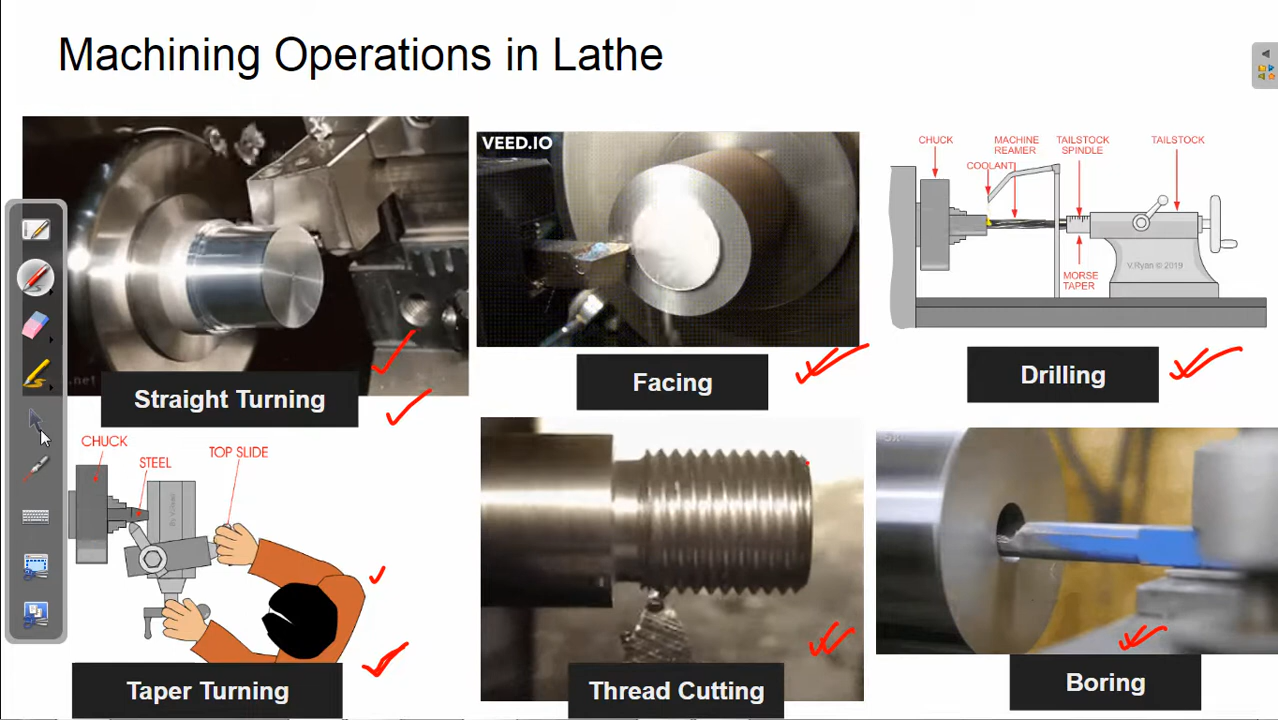 Machining Operations in Lathe
VEED.IO
CHUCK
MACHINE
REAMER
TAILSTOCK
SPINDLE
TAILSTOCK
COOLANT
MORSE
TAPER
V.Ryan © 2019
Straight Turning
Facing
Drilling
CHUCK
STEEL
TOP SLIDE
Taper Turning
Thread Cutting
Boring